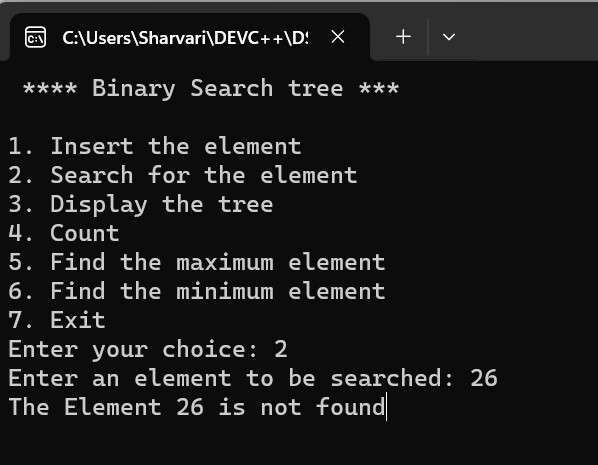 C:\Users\Sharvari\DEVC++\DS
**** Binary Search tree ***
1. Insert the element
2. Search for the element
3. Display the tree
4. Count
5. Find the maximum element
6. Find the minimum element
7. Exit
Enter your choice: 2
Enter an element to be searched: 26
The Element 26 is not found